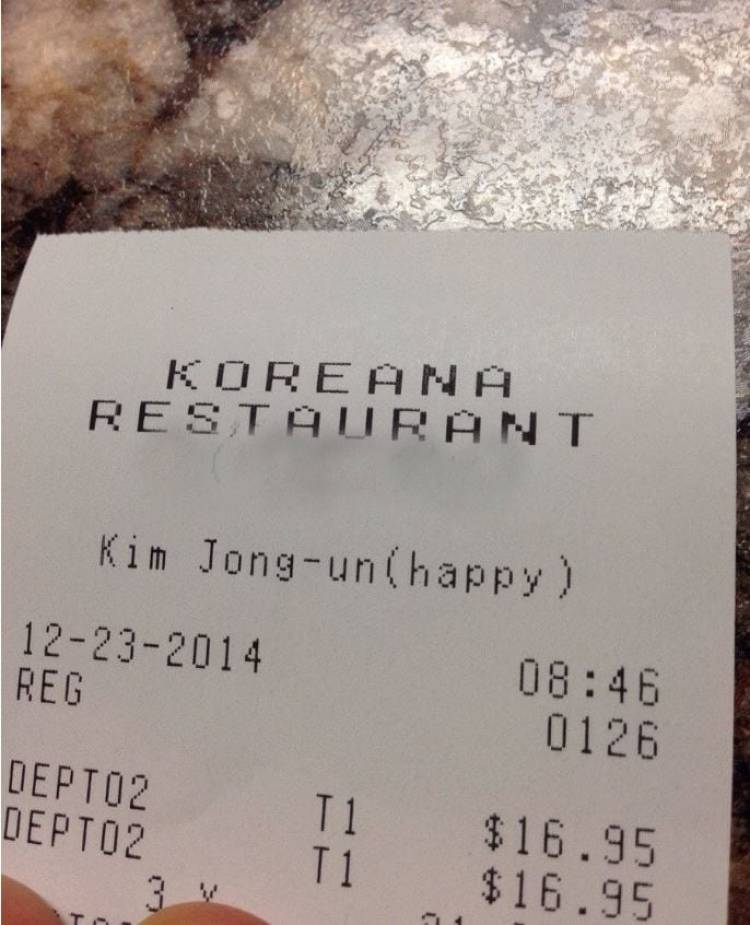 KOREANA
RESTAURANT
Kim Jong-un(happy)
12-23-2014 08:46
REG 0126
DEPT02 T1 $16.95
DEPT02 T1 $16.95
3